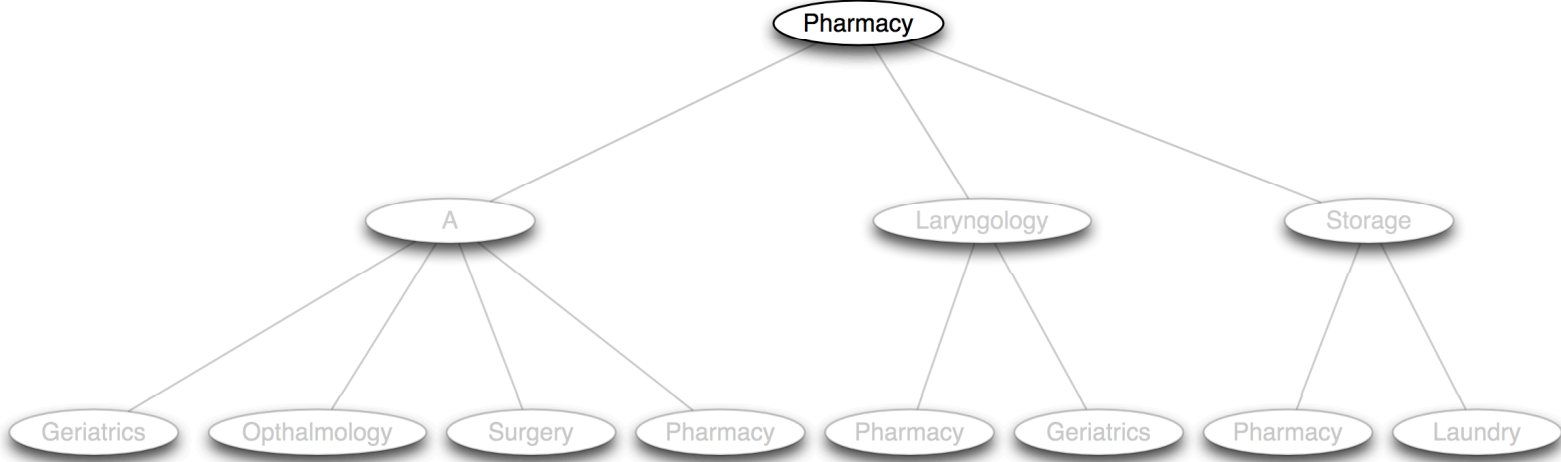 Pharmacy
A
Laryngology
Storage
Geriatrics
Opthalmology
Surgery
Pharmacy
Pharmacy
Geriatrics
Pharmacy
Laundry